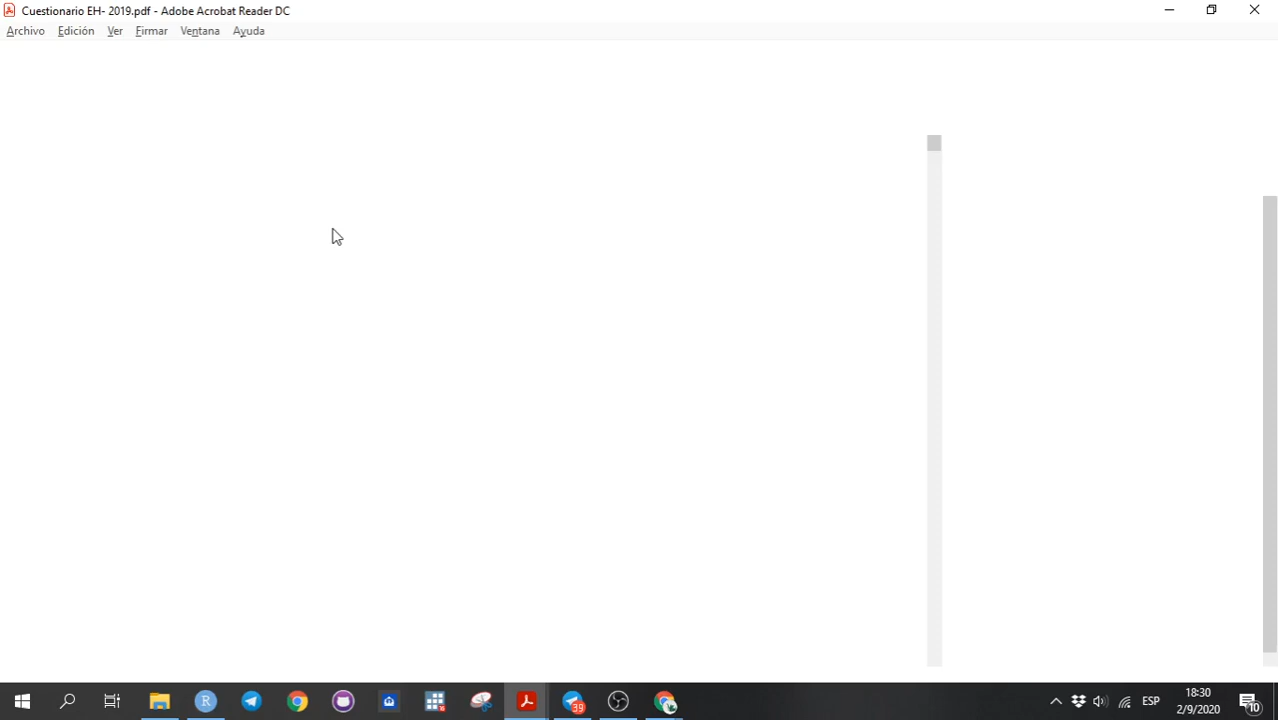 Cuestionario EH- 2019.pdf - Adobe Acrobat Reader DC
Archivo Edición Ver Firmar Ventana Ayuda
39
ESP
18:30
2/9/2020
10